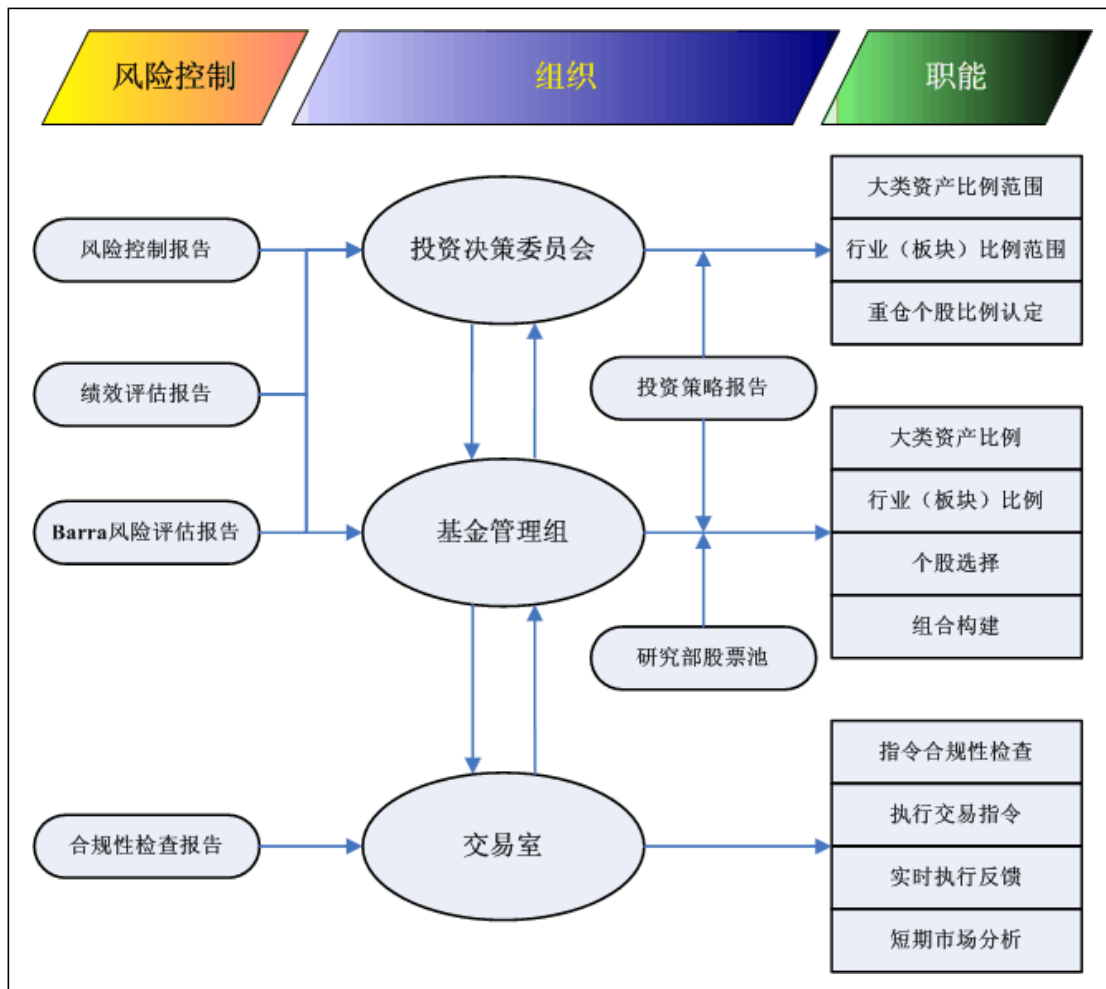 风险控制
组织
职能
风险控制报告
绩效评估报告
Barra风险评估报告
合规性检查报告
投资决策委员会
基金管理组
交易室
投资策略报告
研究部股票池
大类资产比例范围
行业（板块）比例范围
重仓个股比例认定
大类资产比例
行业（板块）比例
个股选择
组合构建
指令合规性检查
执行交易指令
实时执行反馈
短期市场分析